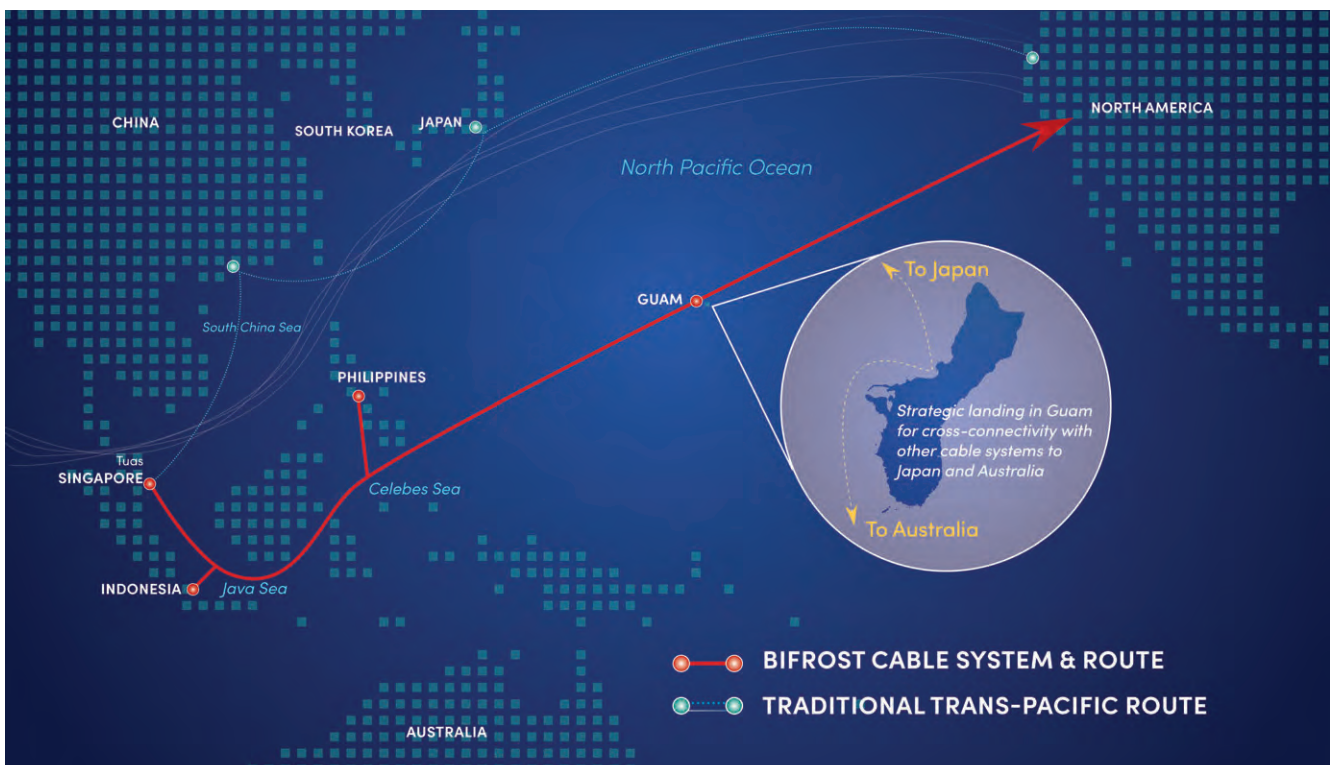 CHINA
SOUTH KOREA
JAPAN
NORTH AMERICA
North Pacific Ocean
To Japan
GUAM
South China Sea
PHILIPPINES
Strategic landing in Guam
for cross-connectivity with
other cable systems to
Japan and Australia
Tuas
SINGAPORE
Celebes Sea
To Australia
INDONESIA
Java Sea
BIFROST CABLE SYSTEM & ROUTE
TRADITIONAL TRANS-PACIFIC ROUTE
AUSTRALIA